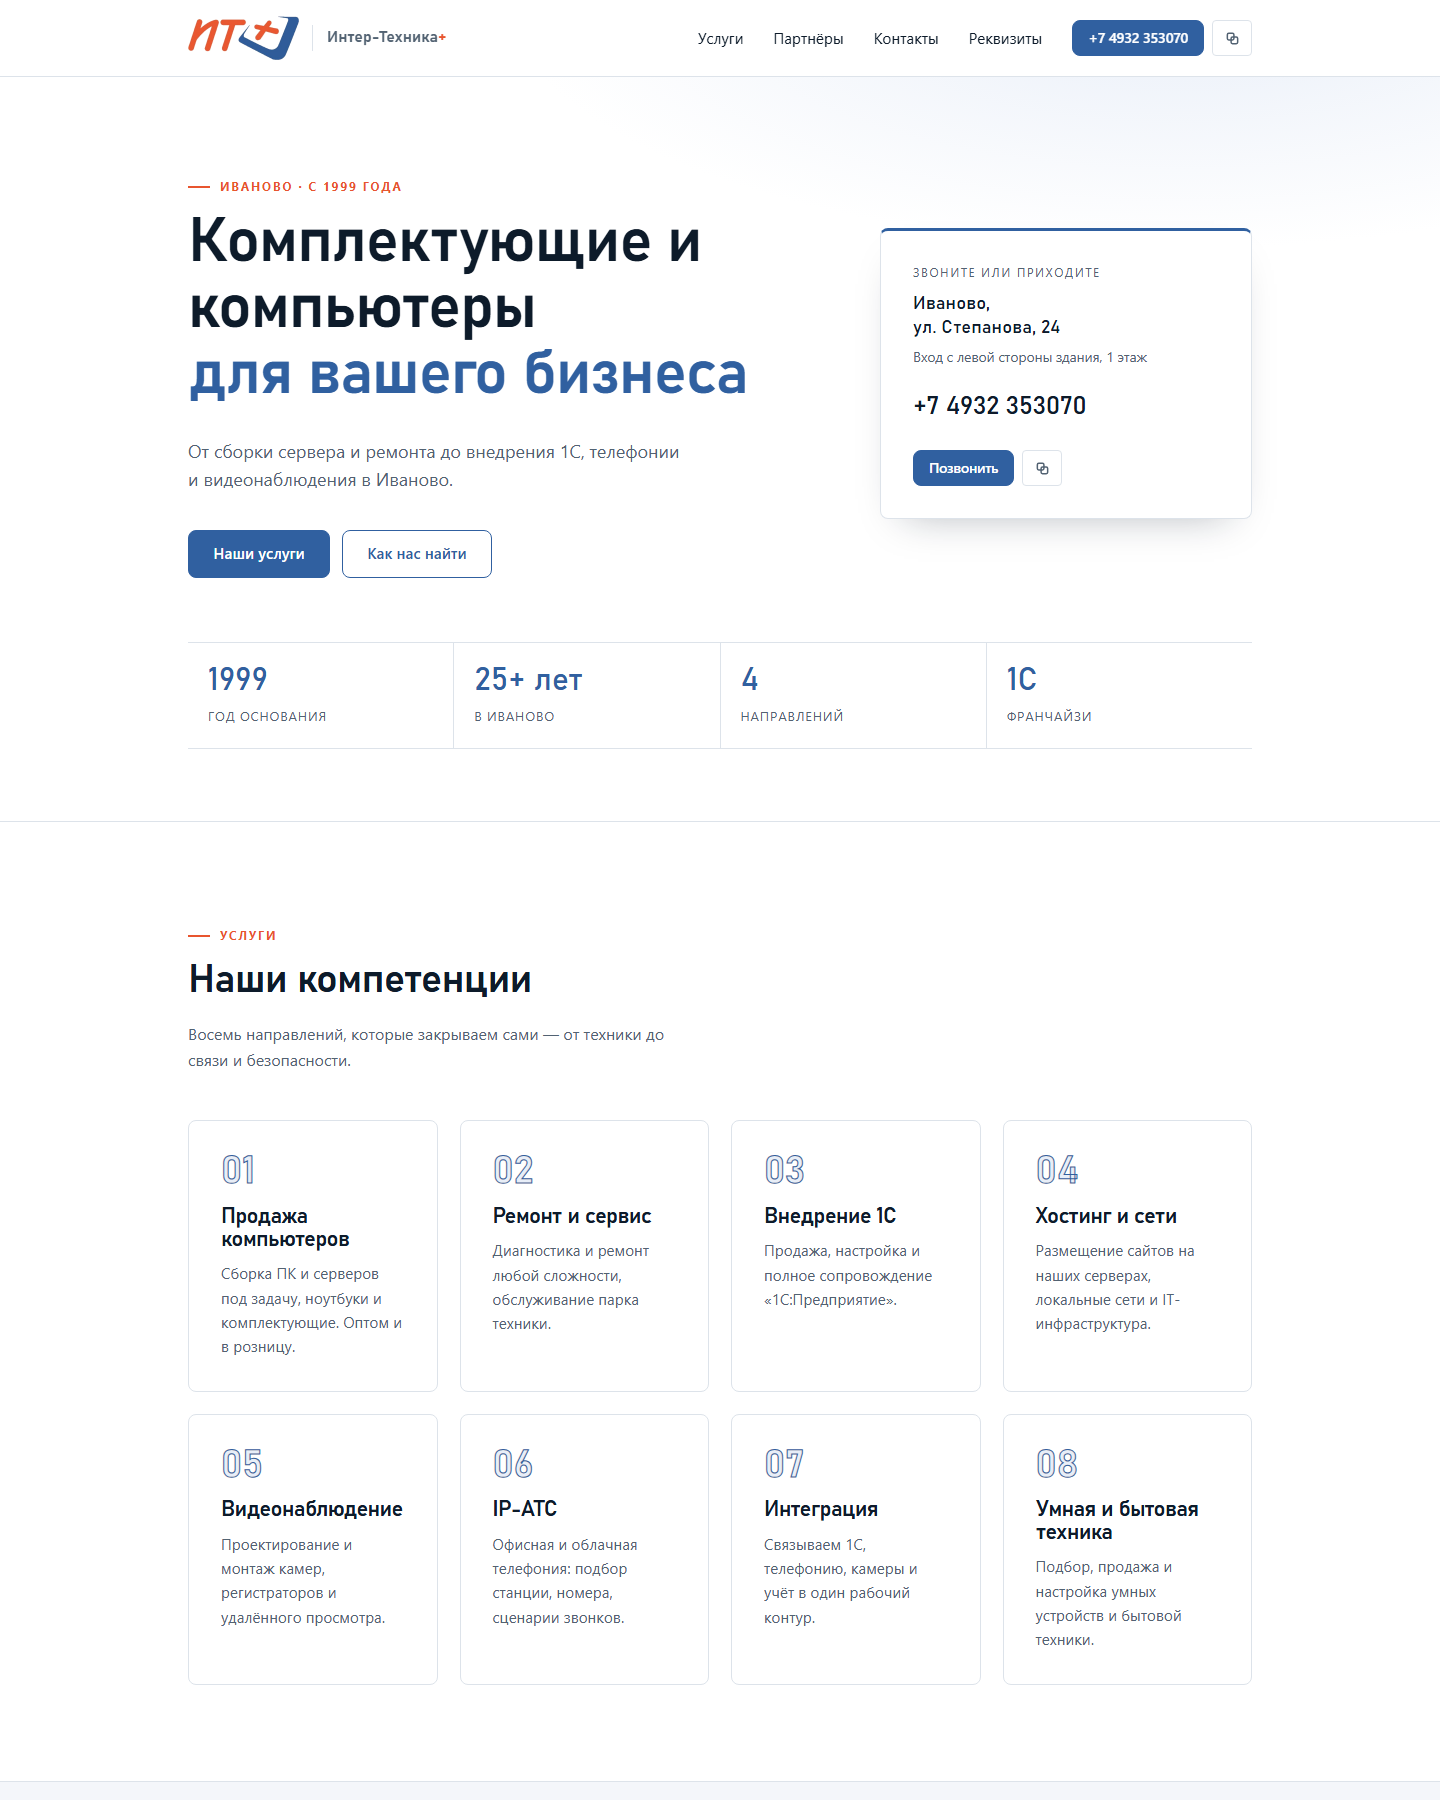 ИТ+
Интер-Техника+
Услуги
Партнёры
Контакты
Реквизиты
+7 4932 353070
ИВАНОВО · С 1999 ГОДА
Комплектующие и
компьютеры
для вашего бизнеса
От сборки сервера и ремонта до внедрения 1С, телефонии
и видеонаблюдения в Иваново.
Наши услуги
Как нас найти
ЗВОНИТЕ ИЛИ ПРИХОДИТЕ
Иваново,
ул. Степанова, 24
Вход с левой стороны здания, 1 этаж
+7 4932 353070
Позвонить
1999
ГОД ОСНОВАНИЯ
25+ лет
В ИВАНОВО
4
НАПРАВЛЕНИЙ
1С
ФРАНЧАЙЗИ
УСЛУГИ
Наши компетенции
Восемь направлений, которые закрываем сами — от техники до
связи и безопасности.
01
Продажа
компьютеров
Сборка ПК и серверов
под задачу, ноутбуки и
комплектующие. Оптом и
в розницу.
02
Ремонт и сервис
Диагностика и ремонт
любой сложности,
обслуживание парка
техники.
03
Внедрение 1С
Продажа, настройка и
полное сопровождение
«1С:Предприятие».
04
Хостинг и сети
Размещение сайтов на
наших серверах,
локальные сети и IT-
инфраструктура.
05
Видеонаблюдение
Проектирование и
монтаж камер,
регистраторов и
удалённого просмотра.
06
IP-АТС
Офисная и облачная
телефония: подбор
станции, номера,
сценарии звонков.
07
Интеграция
Связываем 1С,
телефонию, камеры и
учёт в один рабочий
контур.
08
Умная и бытовая
техника
Подбор, продажа и
настройка умных
устройств и бытовой
техники.